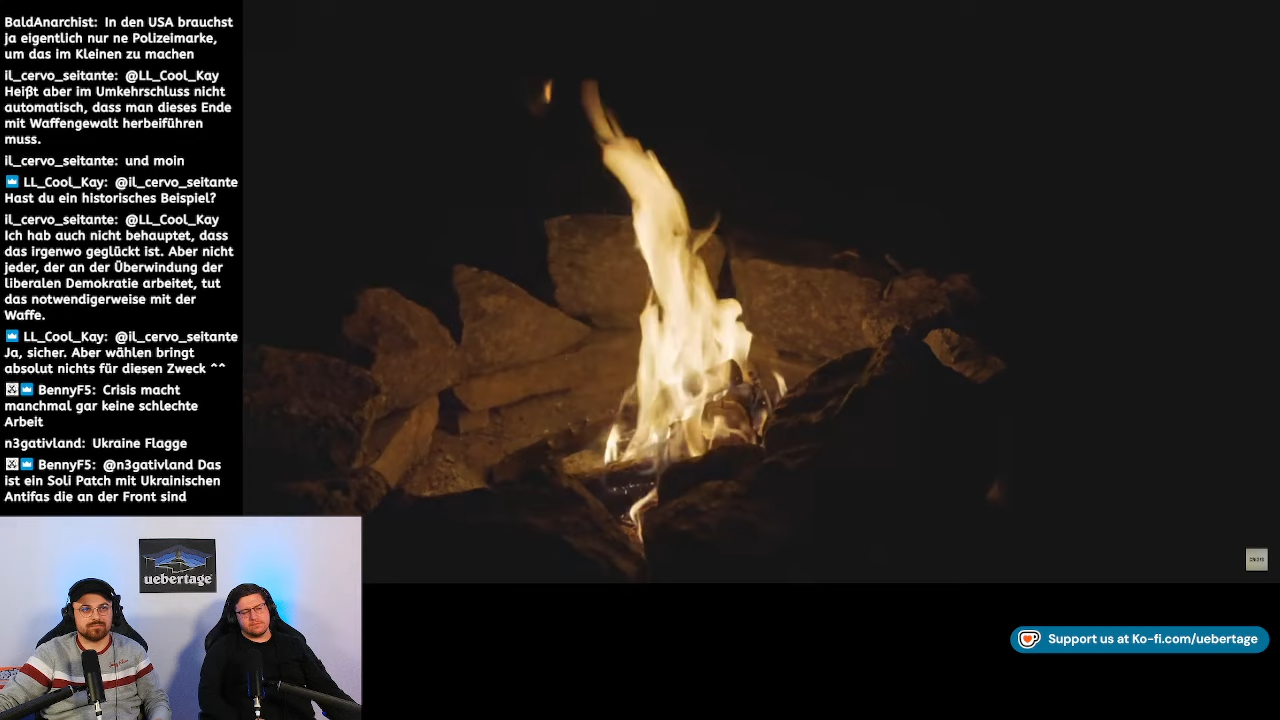 BaldAnarchist: In den USA brauchst
ja eigentlich nur ne Polizeimarke,
um das im Kleinen zu machen
il_cervo_seitante: @LL_Cool_Kay
Heißt aber im Umkehrschluss nicht
automatisch, dass man dieses Ende
mit Waffengewalt herbeiführen
muss.
il_cervo_seitante: und moin
LL_Cool_Kay: @il_cervo_seitante
Hast du ein historisches Beispiel?
il_cervo_seitante: @LL_Cool_Kay
Ich hab auch nicht behauptet, dass
das irgenwo geglückt ist. Aber nicht
jeder, der an der Überwindung der
liberalen Demokratie arbeitet, tut
das notwendigerweise mit der
Waffe.
LL_Cool_Kay: @il_cervo_seitante
Ja, sicher. Aber wählen bringt
absolut nichts für diesen Zweck ^^
BennyF5: Crisis macht
manchmal gar keine schlechte
Arbeit
n3gativland: Ukraine Flagge
BennyF5: @n3gativland Das
ist ein Soli Patch mit Ukrainischen
Antifas die an der Front sind
uebertage
Support us at Ko-fi.com/uebertage